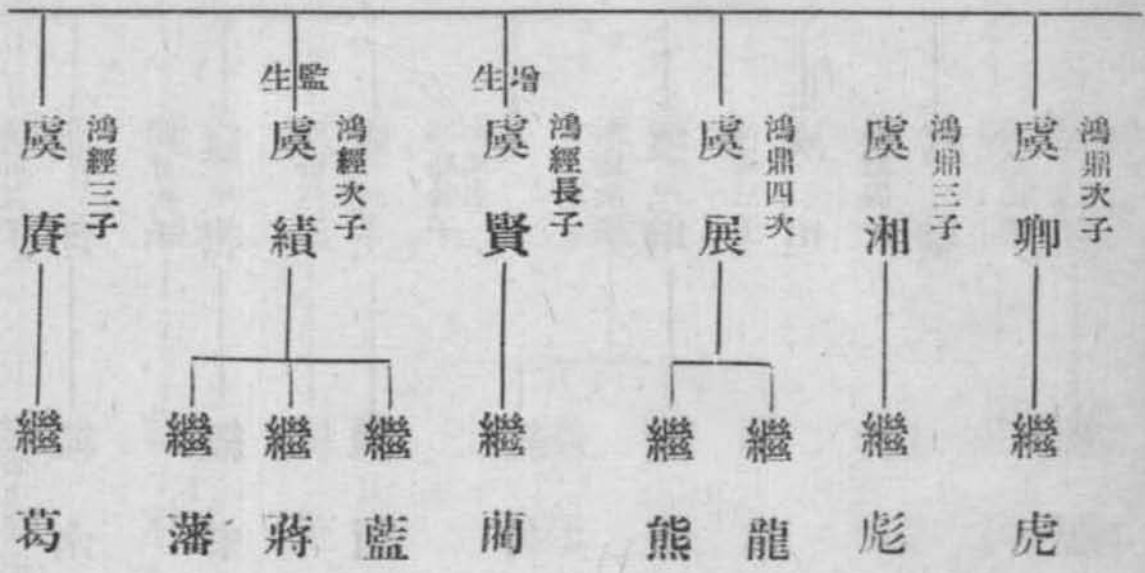 鴻鼎次子
虞卿
繼虎
鴻鼎三子
虞湘
繼彪
鴻鼎四次
虞展
繼龍
繼熊
鴻經長子
增生
虞賢
繼藺
鴻經次子
監生
虞績
繼藍
繼蔣
繼藩
鴻經三子
虞賡
繼葛